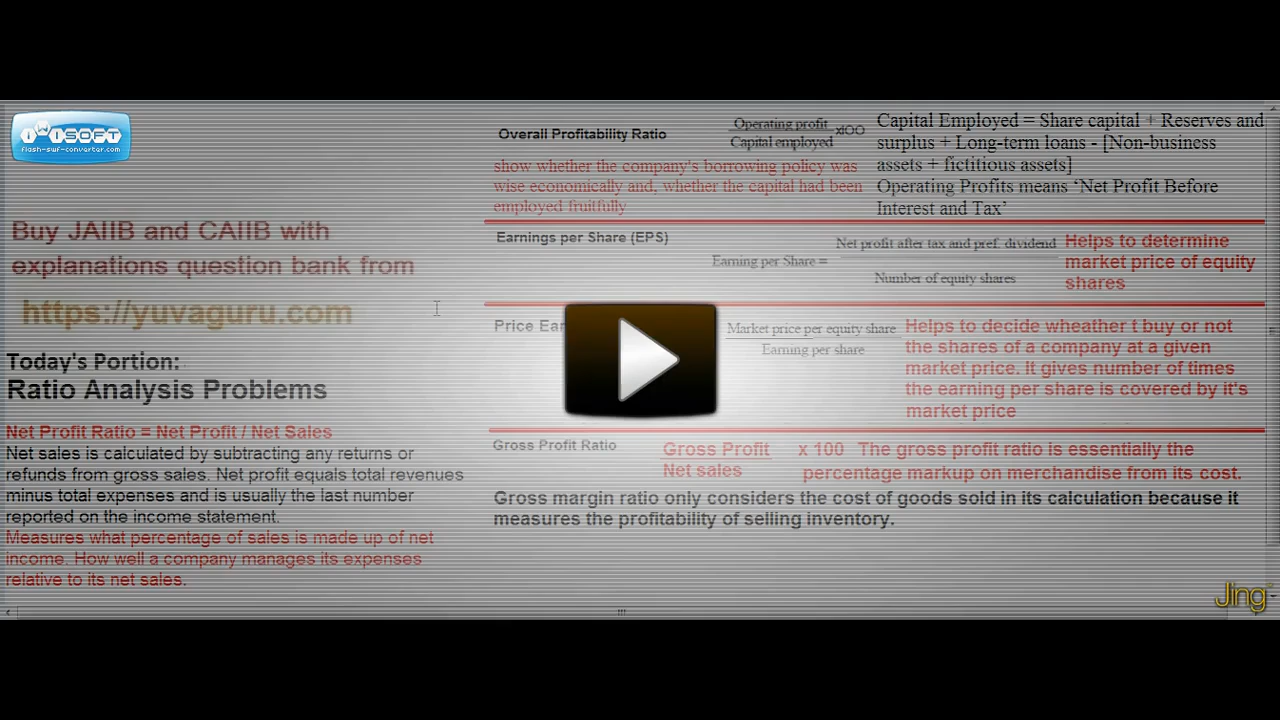 iWiSOFT
flash-swf-converter.com
Buy JAIIB and CAIIB with
explanations question bank from
https://yuvaguru.com
Today's Portion:
Ratio Analysis Problems
Net Profit Ratio = Net Profit / Net Sales
Net sales is calculated by subtracting any returns or
refunds from gross sales. Net profit equals total revenues
minus total expenses and is usually the last number
reported on the income statement.
Measures what percentage of sales is made up of net
income. How well a company manages its expenses
relative to its net sales.
Overall Profitability Ratio
Operating profit
Capital employed
x100
Capital Employed = Share capital + Reserves and
surplus + Long-term loans - [Non-business
assets + fictitious assets]
Operating Profits means ‘Net Profit Before
Interest and Tax’
show whether the company's borrowing policy was
wise economically and, whether the capital had been
employed fruitfully
Earnings per Share (EPS)
Earning per Share =
Net profit after tax and pref. dividend
Number of equity shares
Helps to determine
market price of equity
shares
Price
Market price per equity share
Earning per share
Helps to decide wheather t buy or not
the shares of a company at a given
market price. It gives number of times
the earning per share is covered by it's
market price
Gross Profit Ratio
Gross Profit
Net sales
x 100
The gross profit ratio is essentially the
percentage markup on merchandise from its cost.
Gross margin ratio only considers the cost of goods sold in its calculation because it
measures the profitability of selling inventory.
Jing